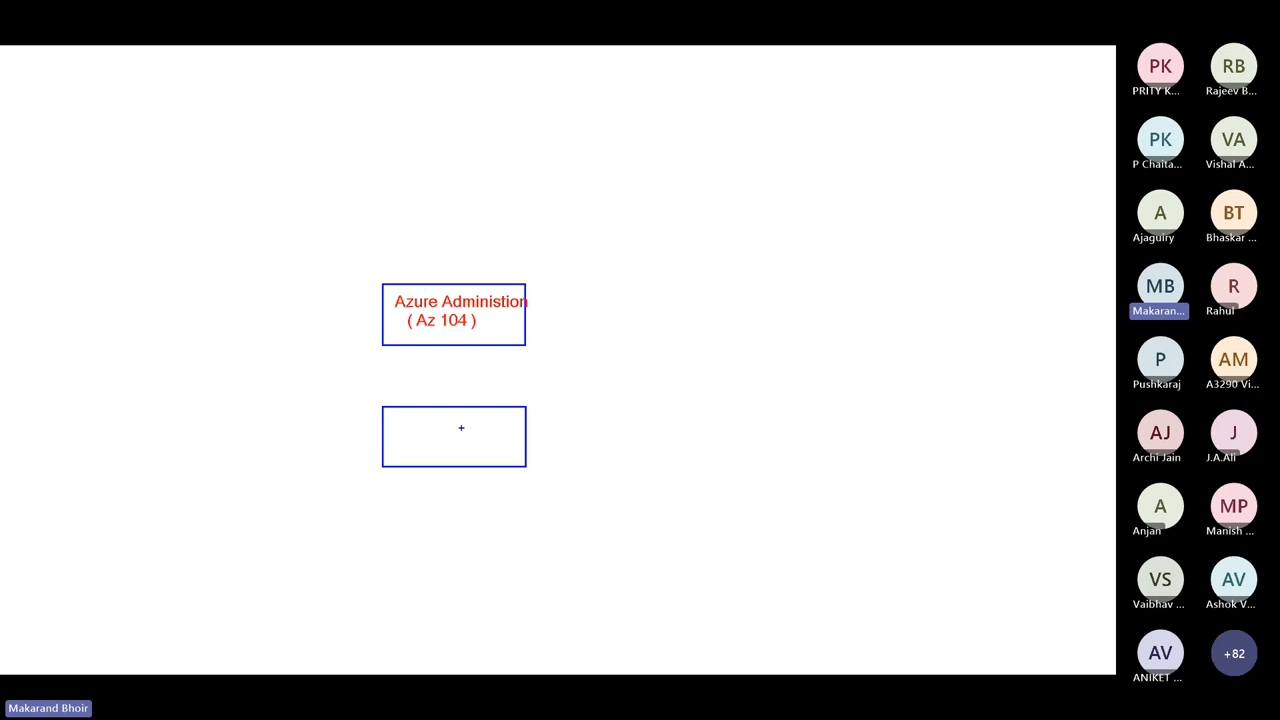 Azure Administion
( Az 104 )
PK
PRITY K...
RB
Rajeev B...
PK
P Chaita...
VA
Vishal A...
A
Ajaguiry
BT
Bhaskar ...
MB
Makaran...
R
Rahul
P
Pushkaraj
AM
A3290 Vi...
AJ
Archi Jain
J
J.A.Ali
A
Anjan
MP
Manish ...
VS
Vaibhav ...
AV
Ashok V...
AV
ANIKET ...
+82
Makarand Bhoir